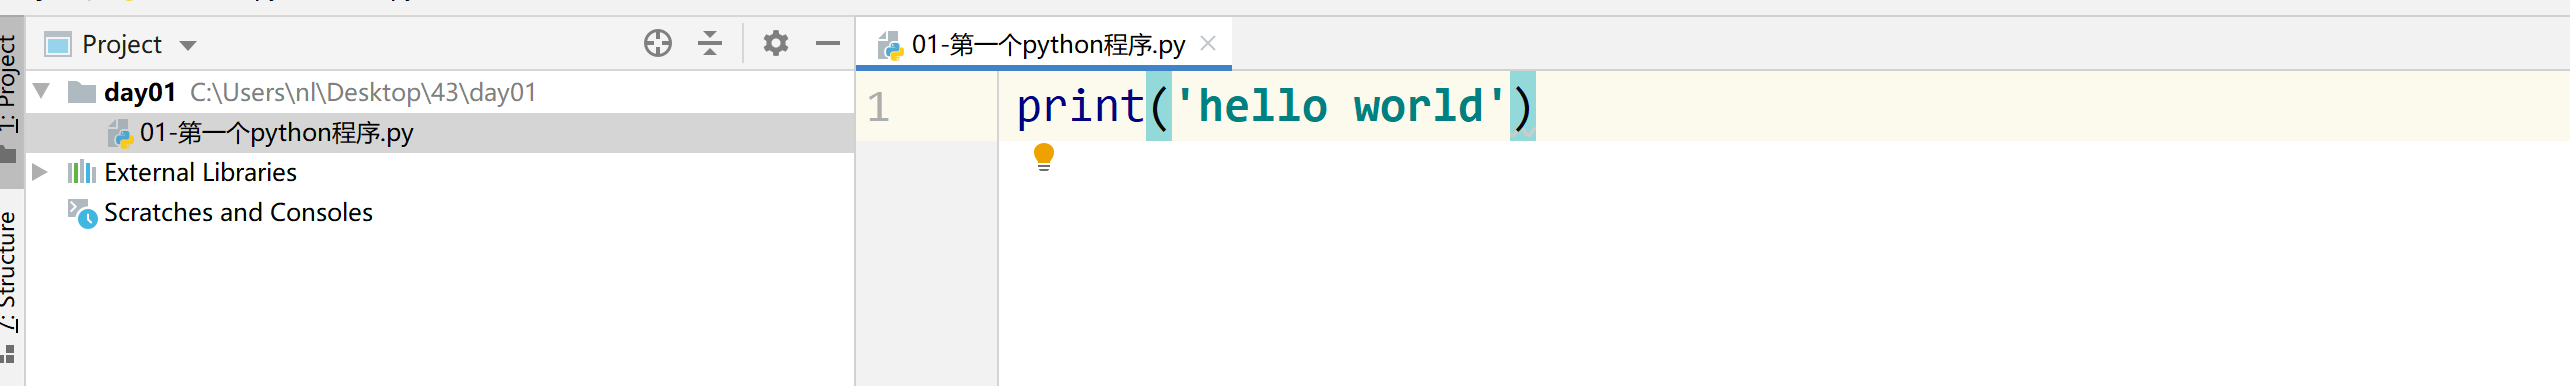 1: Project
7: Structure
Project
day01 C:\Users\nl\Desktop\43\day01
01-第一个python程序.py
External Libraries
Scratches and Consoles
01-第一个python程序.py
1
print('hello world')